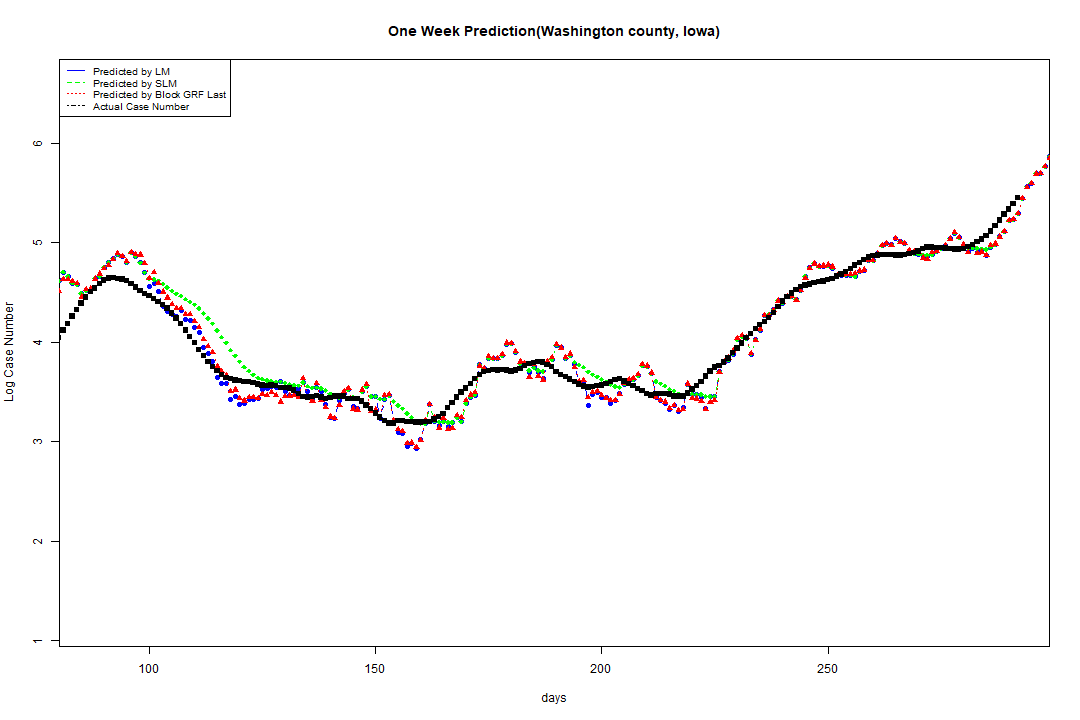 One Week Prediction(Washington county, Iowa)
Predicted by LM
Predicted by SLM
Predicted by Block GRF Last
Actual Case Number
Log Case Number
6
5
4
3
2
1
100 150 200 250
days